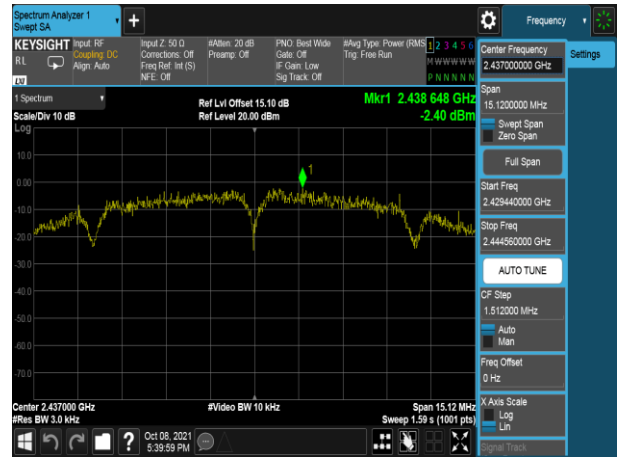 Spectrum Analyzer 1
Swept SA
+
Frequency
KEYSIGHT
RL
LXI
Input: RF
Coupling: DC
Align: Auto
Input Z: 50 Ω
Corrections: Off
Freq Ref: Int (S)
NFE: Off
#Atten: 20 dB
Preamp: Off
PNO: Best Wide
Gate: Off
IF Gain: Low
Sig Track: Off
#Avg Type: Power (RMS
Trig: Free Run
1 2 3 4 5 6
M W W W W W
P N N N N N
1 Spectrum
Scale/Div 10 dB
Log
Ref Lvl Offset 15.10 dB
Ref Level 20.00 dBm
Mkr1 2.438 648 GHz
-2.40 dBm
1
10.0
0.00
-10.0
-20.0
-30.0
-40.0
-50.0
-60.0
-70.0
Center 2.437000 GHz
#Res BW 3.0 kHz
#Video BW 10 kHz
Span 15.12 MHz
Sweep 1.59 s (1001 pts)
?
Oct 08, 2021
5:39:59 PM
Center Frequency
2.437000000 GHz
Settings
Span
15.1200000 MHz
Swept Span
Zero Span
Full Span
Start Freq
2.429440000 GHz
Stop Freq
2.444560000 GHz
AUTO TUNE
CF Step
1.512000 MHz
Auto
Man
Freq Offset
0 Hz
X Axis Scale
Log
Lin
Signal Track